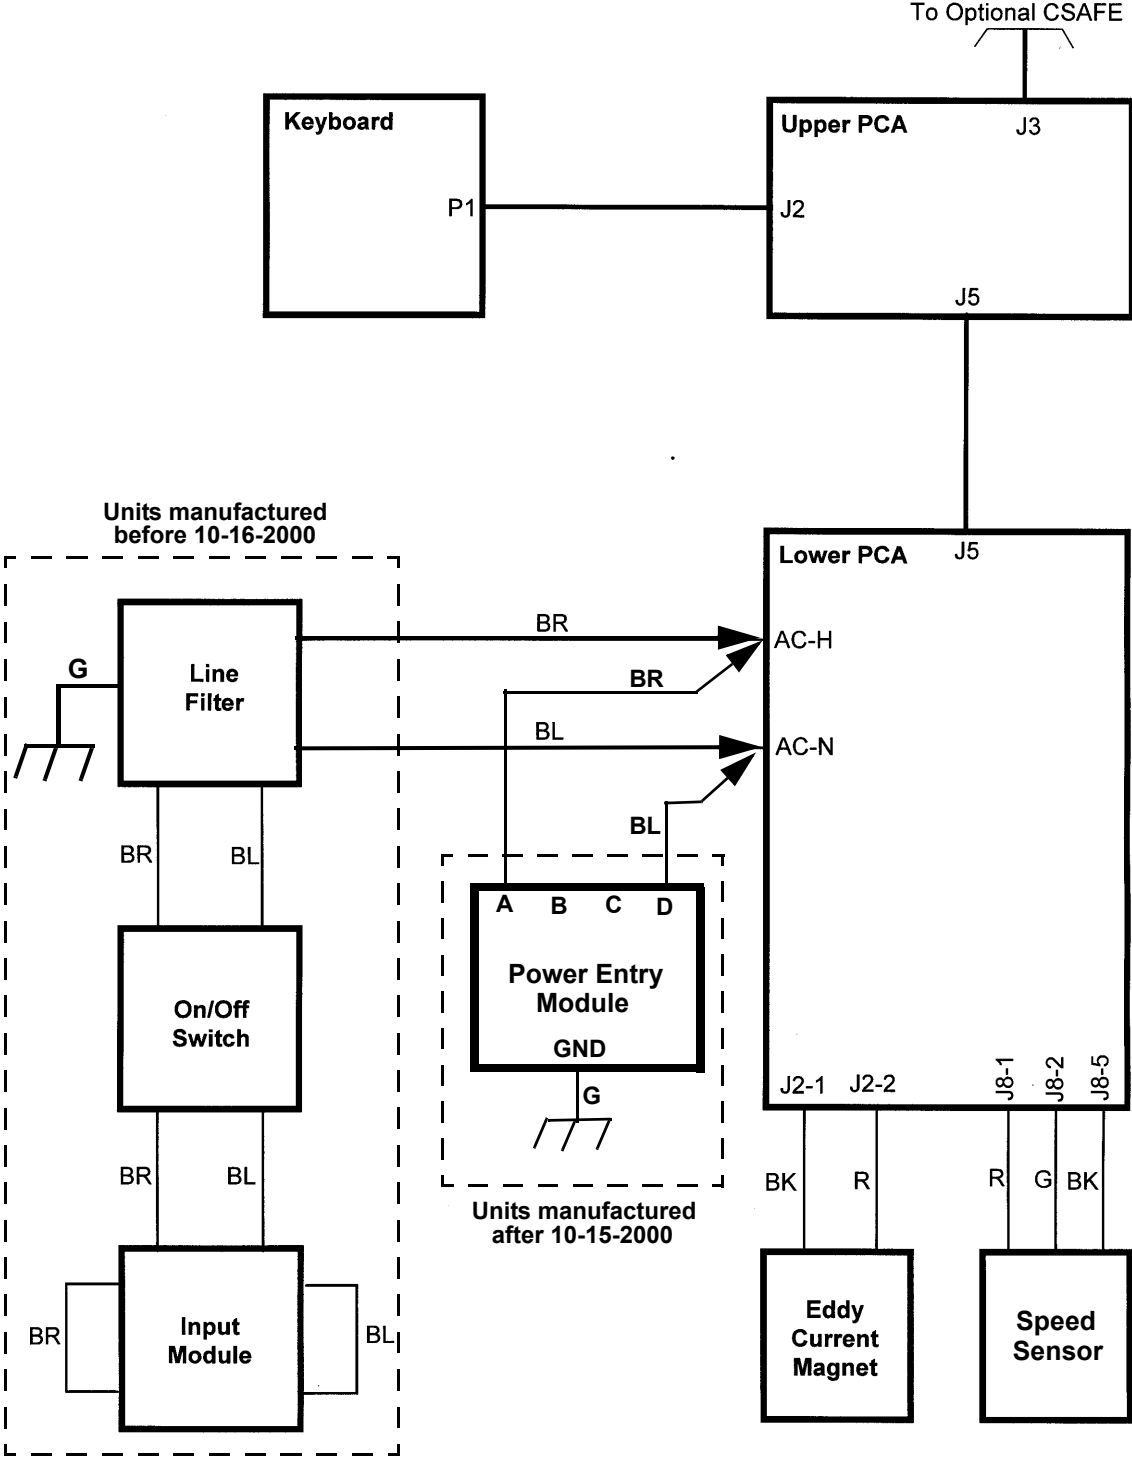 To Optional CSAFE
Keyboard
P1
Upper PCA
J3
J2
J5
Units manufactured
before 10-16-2000
Lower PCA
J5
Line
Filter
G
BR
AC-H
BR
BL
AC-N
BL
BR
BL
A
B
C
D
Power Entry
Module
GND
G
Units manufactured
after 10-15-2000
On/Off
Switch
BR
BL
Input
Module
BR
BL
J2-1
J2-2
J8-1
J8-2
J8-5
BK
R
R
G
BK
Eddy
Current
Magnet
Speed
Sensor